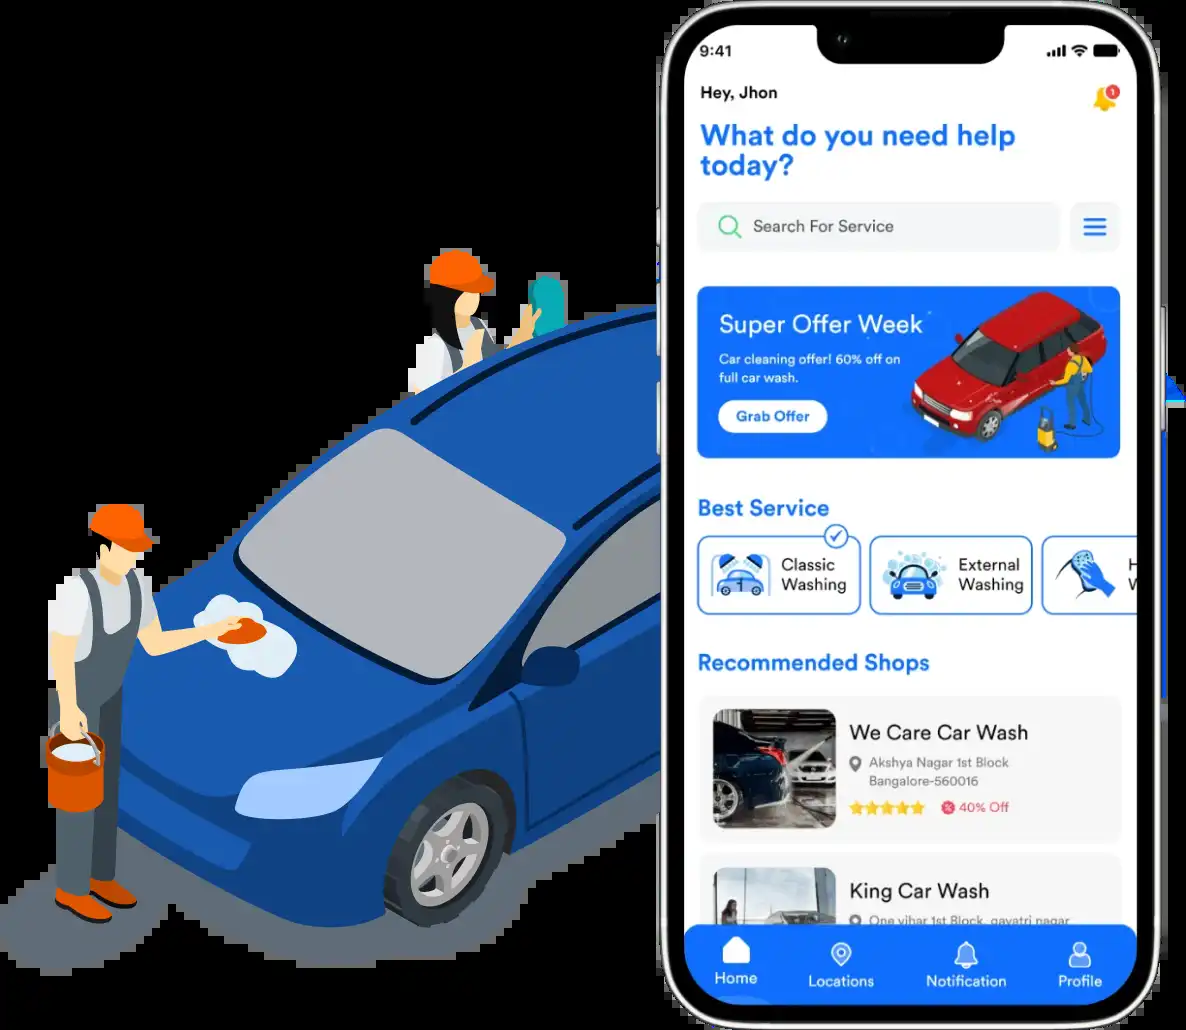 9:41
Hey, Jhon
1
What do you need help
today?
Search For Service
Super Offer Week
Car cleaning offer! 60% off on
full car wash.
Grab Offer
Best Service
Classic
Washing
External
Washing
H
W
Recommended Shops
We Care Car Wash
Akshya Nagar 1st Block
Bangalore-560016
40% Off
King Car Wash
One vihar 1st Block, gayatri nagar
Home
Locations
Notification
Profile